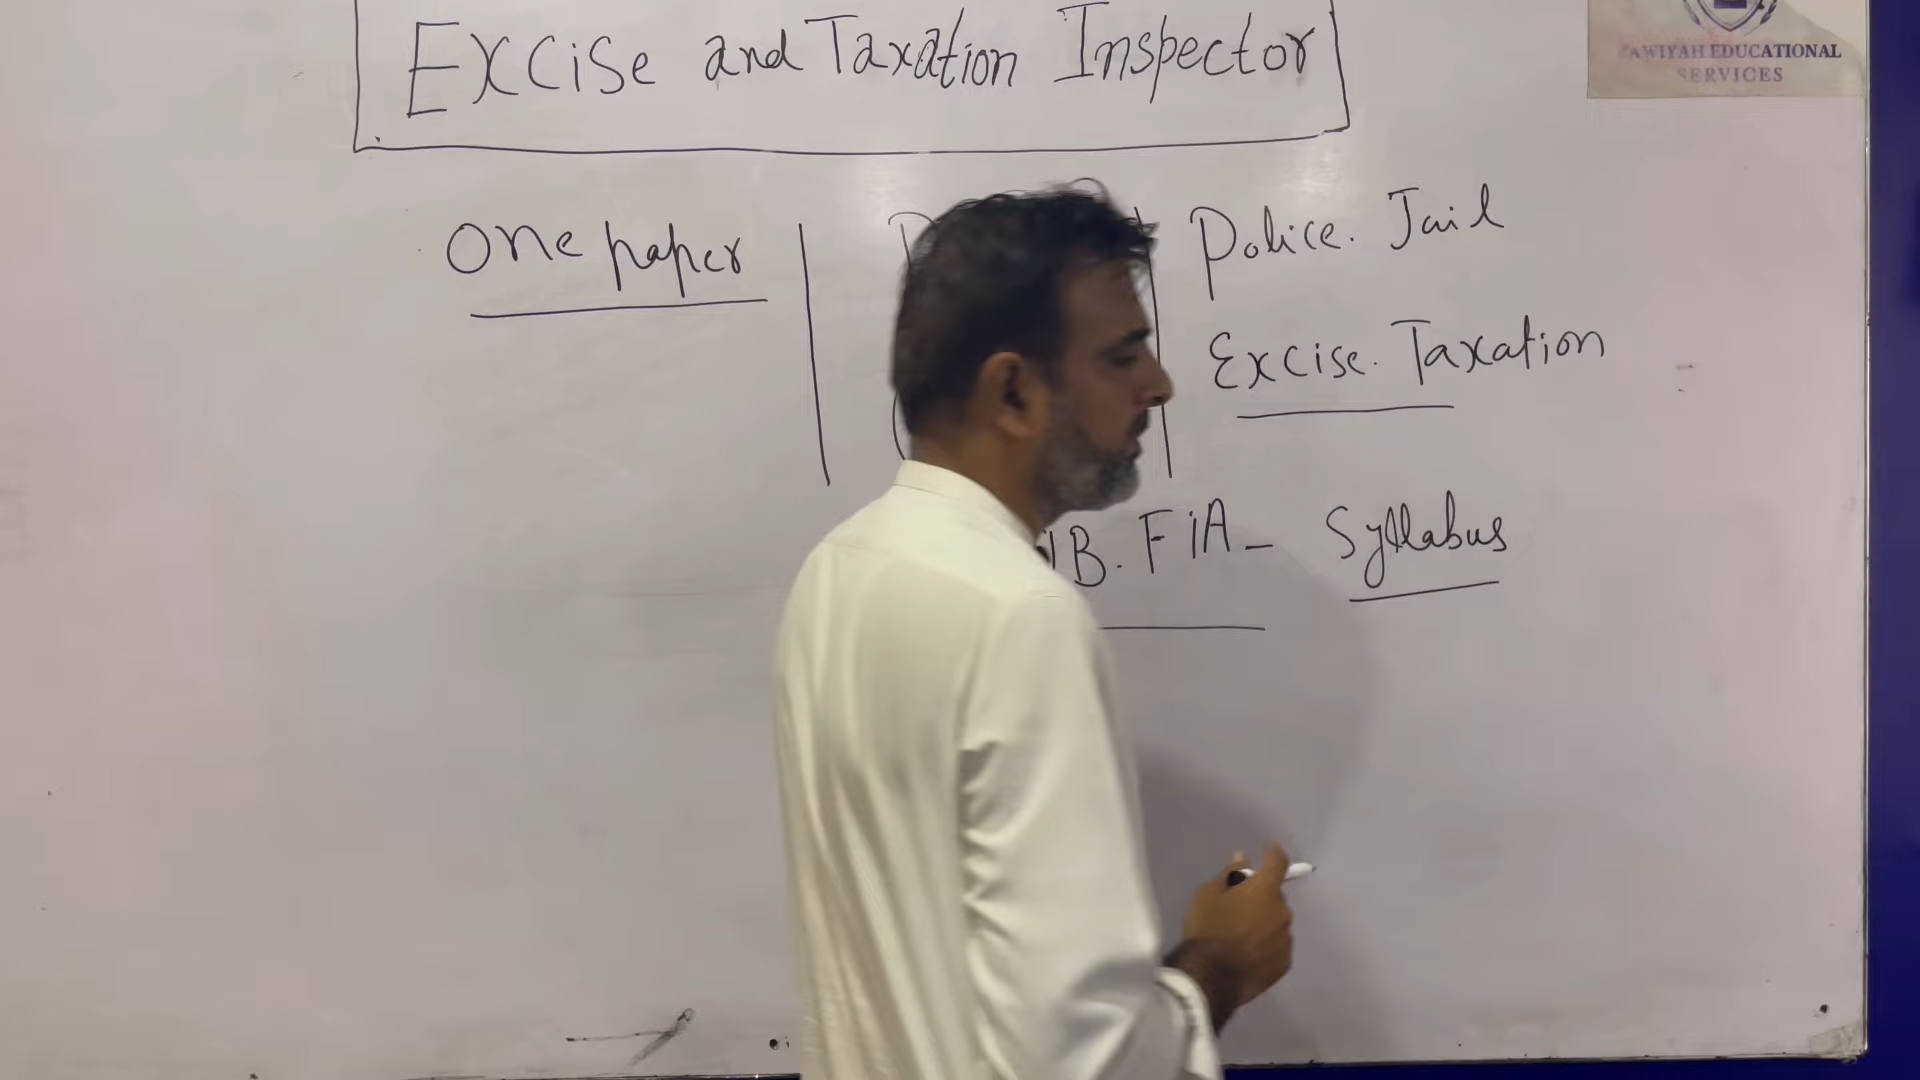 Excise and Taxation Inspector
ZAWIYAH EDUCATIONAL
SERVICES
One paper
Police. Jail
Excise. Taxation
B. FIA - Syllabus